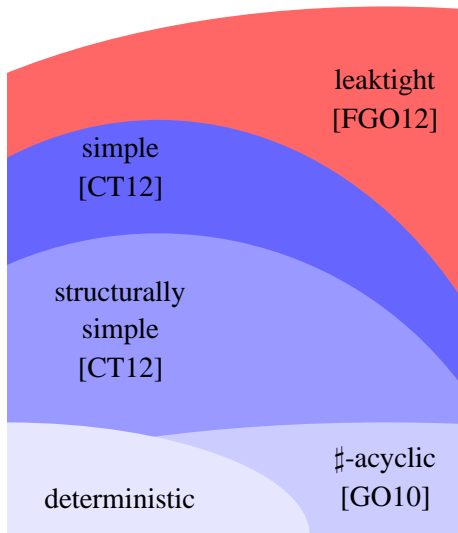 leaktight
[FGO12]
simple
[CT12]
structurally
simple
[CT12]
♯-acyclic
[GO10]
deterministic